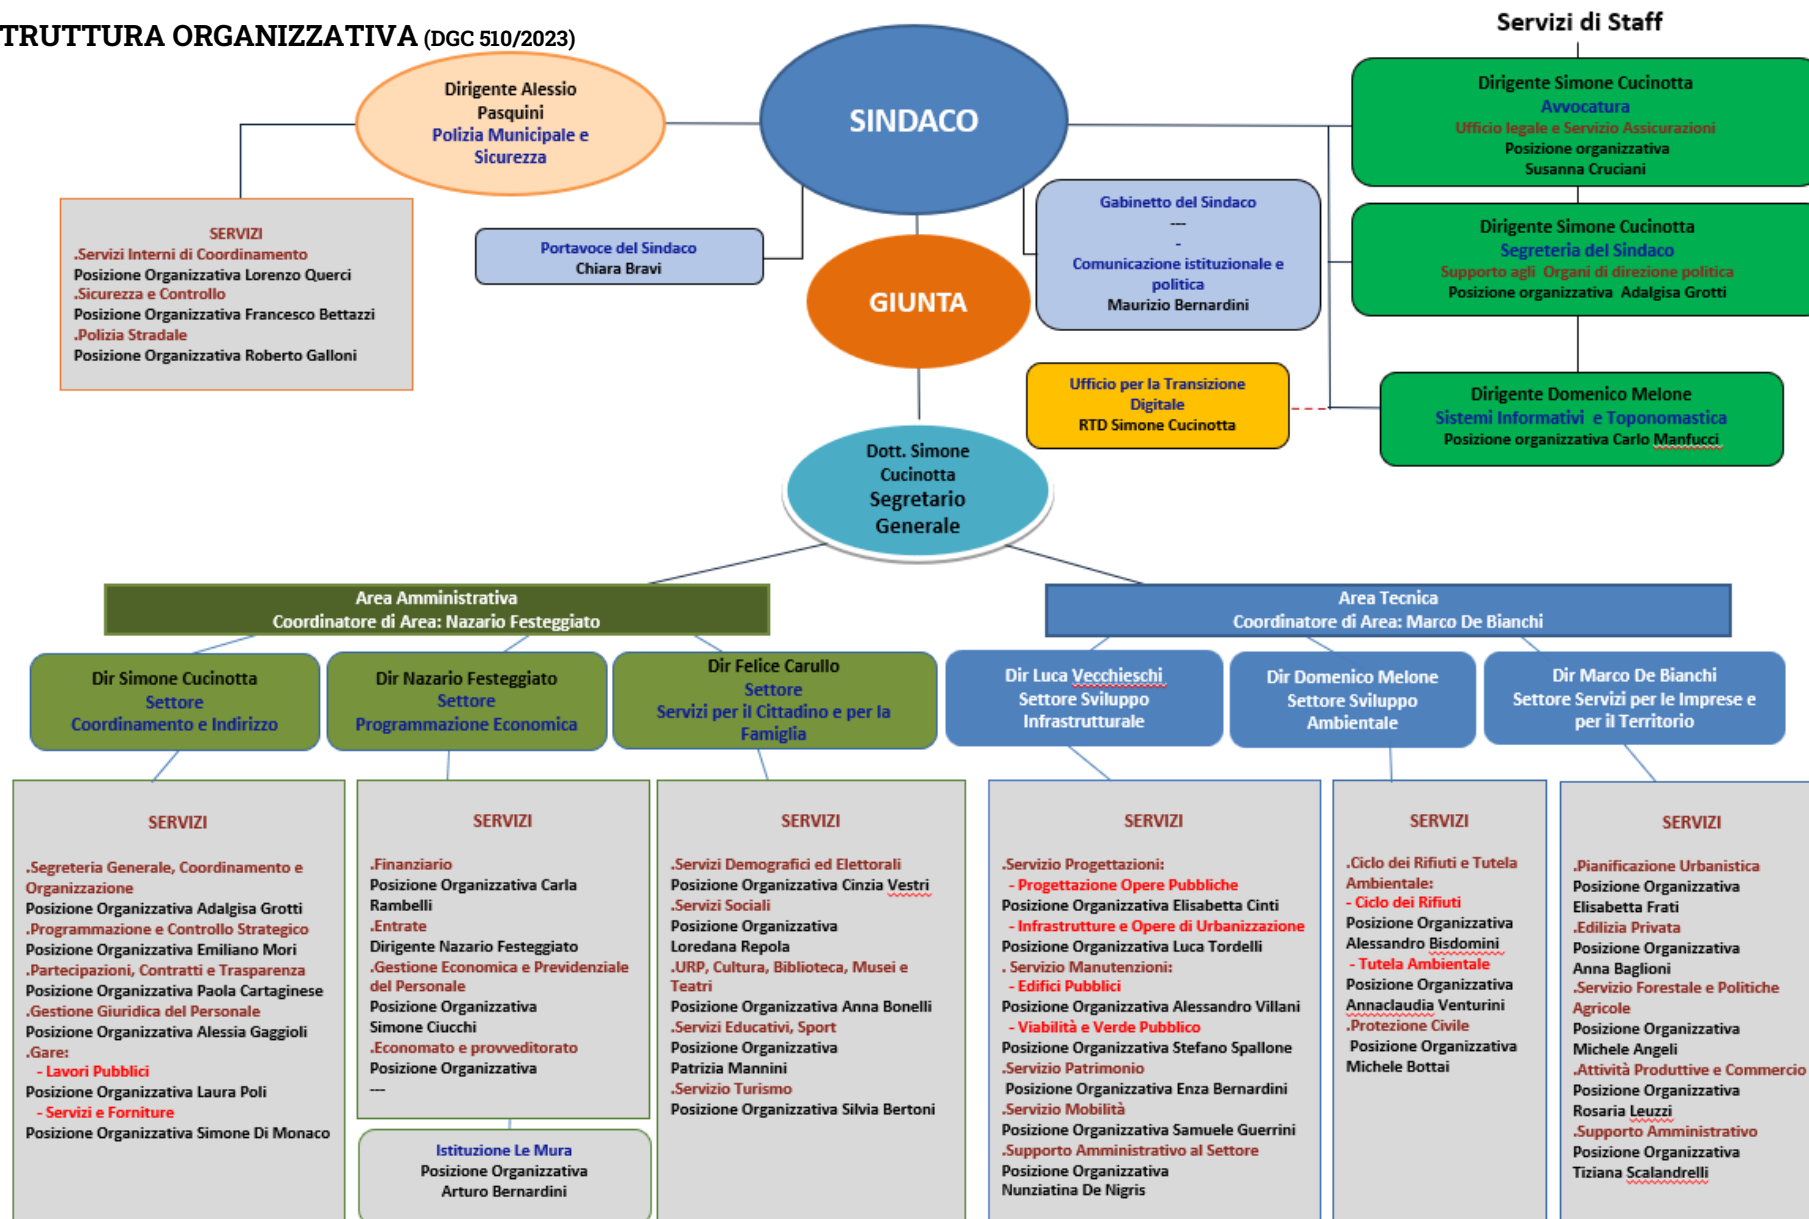 TRUTTURA ORGANIZZATIVA (DGC 510/2023)
Servizi di Staff
Dirigente Alessio
Pasquini
Polizia Municipale e
Sicurezza
SINDACO
Dirigente Simone Cucinotta
Avvocatura
Ufficio legale e Servizio Assicurazioni
Posizione organizzativa
Susanna Cruciani
SERVIZI
.Servizi Interni di Coordinamento
Posizione Organizzativa Lorenzo Querci
.Sicurezza e Controllo
Posizione Organizzativa Francesco Bettazzi
.Polizia Stradale
Posizione Organizzativa Roberto Galloni
Portavoce del Sindaco
Chiara Bravi
GIUNTA
Gabinetto del Sindaco
---
-
Comunicazione istituzionale e
politica
Maurizio Bernardini
Dirigente Simone Cucinotta
Segreteria del Sindaco
Supporto agli Organi di direzione politica
Posizione organizzativa Adalgisa Grotti
Ufficio per la Transizione
Digitale
RTD Simone Cucinotta
Dirigente Domenico Melone
Sistemi Informativi e Toponomastica
Posizione organizzativa Carlo Manfucci
Dott. Simone
Cucinotta
Segretario
Generale
Area Amministrativa
Coordinatore di Area: Nazario Festeggiato
Area Tecnica
Coordinatore di Area: Marco De Bianchi
Dir Simone Cucinotta
Settore
Coordinamento e Indirizzo
Dir Nazario Festeggiato
Settore
Programmazione Economica
Dir Felice Carullo
Settore
Servizi per il Cittadino e per la
Famiglia
Dir Luca Vecchieschi
Settore Sviluppo
Infrastrutturale
Dir Domenico Melone
Settore Sviluppo
Ambientale
Dir Marco De Bianchi
Settore Servizi per le Imprese e
per il Territorio
SERVIZI
.Segreteria Generale, Coordinamento e
Organizzazione
Posizione Organizzativa Adalgisa Grotti
.Programmazione e Controllo Strategico
Posizione Organizzativa Emiliano Mori
.Partecipazioni, Contratti e Trasparenza
Posizione Organizzativa Paola Cartaginese
.Gestione Giuridica del Personale
Posizione Organizzativa Alessia Gaggioli
.Gare:
- Lavori Pubblici
Posizione Organizzativa Laura Poli
- Servizi e Forniture
Posizione Organizzativa Simone Di Monaco
SERVIZI
.Finanziario
Posizione Organizzativa Carla
Rambelli
.Entrate
Dirigente Nazario Festeggiato
.Gestione Economica e Previdenziale
del Personale
Posizione Organizzativa
Simone Ciucchi
.Economato e provveditorato
Posizione Organizzativa
---
Istituzione Le Mura
Posizione Organizzativa
Arturo Bernardini
SERVIZI
.Servizi Demografici ed Elettorali
Posizione Organizzativa Cinzia Vestri
.Servizi Sociali
Posizione Organizzativa
Loredana Repola
.URP, Cultura, Biblioteca, Musei e
Teatri
Posizione Organizzativa Anna Bonelli
.Servizi Educativi, Sport
Posizione Organizzativa
Patrizia Mannini
.Servizio Turismo
Posizione Organizzativa Silvia Bertoni
SERVIZI
.Servizio Progettazioni:
- Progettazione Opere Pubbliche
Posizione Organizzativa Elisabetta Cinti
- Infrastrutture e Opere di Urbanizzazione
Posizione Organizzativa Luca Tordelli
. Servizio Manutenzioni:
- Edifici Pubblici
Posizione Organizzativa Alessandro Villani
- Viabilità e Verde Pubblico
Posizione Organizzativa Stefano Spallone
.Servizio Patrimonio
Posizione Organizzativa Enza Bernardini
.Servizio Mobilità
Posizione Organizzativa Samuele Guerrini
.Supporto Amministrativo al Settore
Posizione Organizzativa
Nunziatina De Nigris
SERVIZI
.Ciclo dei Rifiuti e Tutela
Ambientale:
- Ciclo dei Rifiuti
Posizione Organizzativa
Alessandro Bisdomini
- Tutela Ambientale
Posizione Organizzativa
Annaclaudia Venturini
.Protezione Civile
Posizione Organizzativa
Michele Bottai
SERVIZI
.Pianificazione Urbanistica
Posizione Organizzativa
Elisabetta Frati
.Edilizia Privata
Posizione Organizzativa
Anna Baglioni
.Servizio Forestale e Politiche
Agricole
Posizione Organizzativa
Michele Angeli
.Attività Produttive e Commercio
Posizione Organizzativa
Rosaria Leuzzi
.Supporto Amministrativo
Posizione Organizzativa
Tiziana Scalandrelli